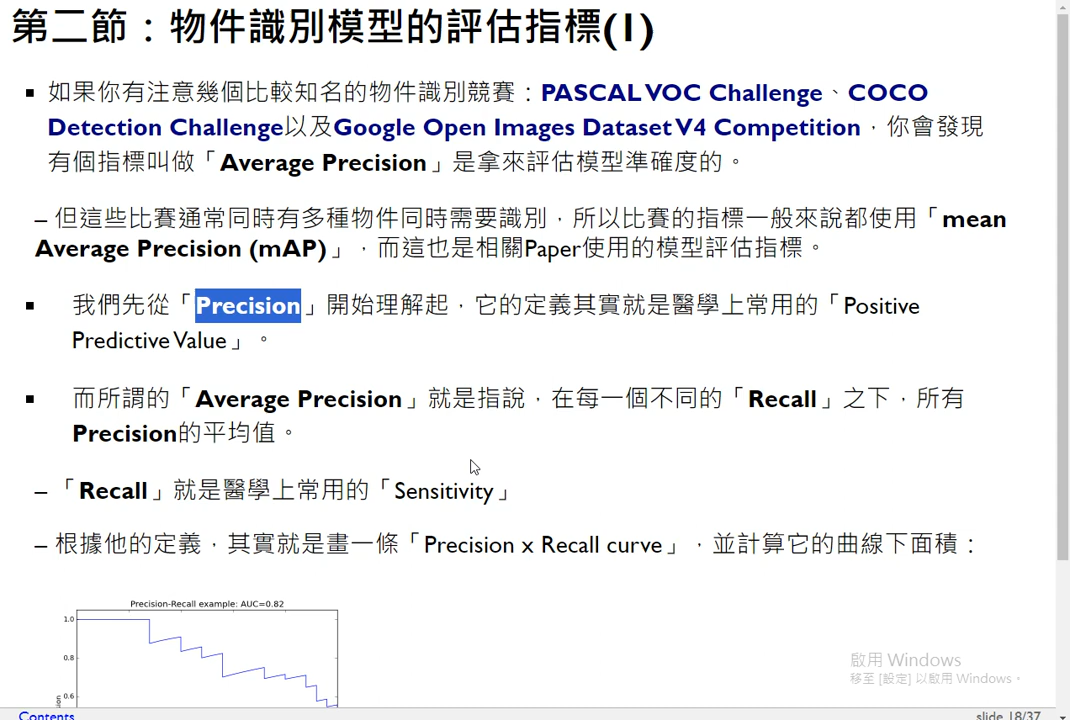 第二節：物件識別模型的評估指標(1)
如果你有注意幾個比較知名的物件識別競賽：PASCAL VOC Challenge、COCO
Detection Challenge以及Google Open Images Dataset V4 Competition，你會發現
有個指標叫做「Average Precision」是拿來評估模型準確度的。
– 但這些比賽通常同時有多種物件同時需要識別，所以比賽的指標一般來說都使用「mean
Average Precision (mAP)」，而這也是相關Paper使用的模型評估指標。
我們先從「Precision」開始理解起，它的定義其實就是醫學上常用的「Positive
Predictive Value」。
而所謂的「Average Precision」就是指說，在每一個不同的「Recall」之下，所有
Precision的平均值。
– 「Recall」就是醫學上常用的「Sensitivity」
– 根據他的定義，其實就是畫一條「Precision x Recall curve」，並計算它的曲線下面積：
Precision-Recall example: AUC=0.82
1.0
0.8
0.6
啟用 Windows
移至 [設定] 以啟用 Windows。
Contents
slide 18/37